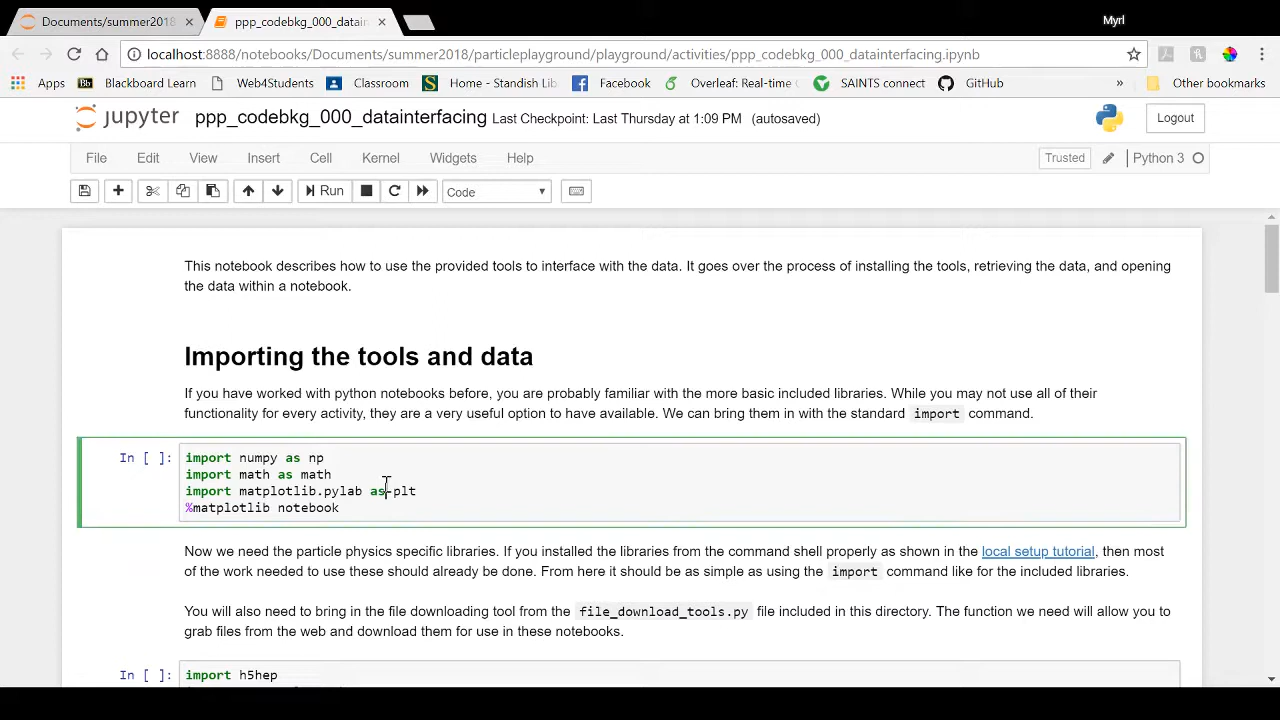 Documents/summer2018
ppp_codebkg_000_datain
Myrl
localhost:8888/notebooks/Documents/summer2018/particleplayground/playground/activities/ppp_codebkg_000_datainterfacing.ipynb
Apps Blackboard Learn Web4Students Classroom Home - Standish Lib Facebook Overleaf: Real-time SAINTS connect GitHub » Other bookmarks
jupyter ppp_codebkg_000_datainterfacing Last Checkpoint: Last Thursday at 1:09 PM (autosaved) Logout
File Edit View Insert Cell Kernel Widgets Help Trusted Python 3
Run Code
This notebook describes how to use the provided tools to interface with the data. It goes over the process of installing the tools, retrieving the data, and opening
the data within a notebook.
Importing the tools and data
If you have worked with python notebooks before, you are probably familiar with the more basic included libraries. While you may not use all of their
functionality for every activity, they are a very useful option to have available. We can bring them in with the standard import command.
In [ ]: import numpy as np
import math as math
import matplotlib.pylab as plt
%matplotlib notebook
Now we need the particle physics specific libraries. If you installed the libraries from the command shell properly as shown in the local setup tutorial, then most
of the work needed to use these should already be done. From here it should be as simple as using the import command like for the included libraries.
You will also need to bring in the file downloading tool from the file_download_tools.py file included in this directory. The function we need will allow you to
grab files from the web and download them for use in these notebooks.
In [ ]: import h5hep